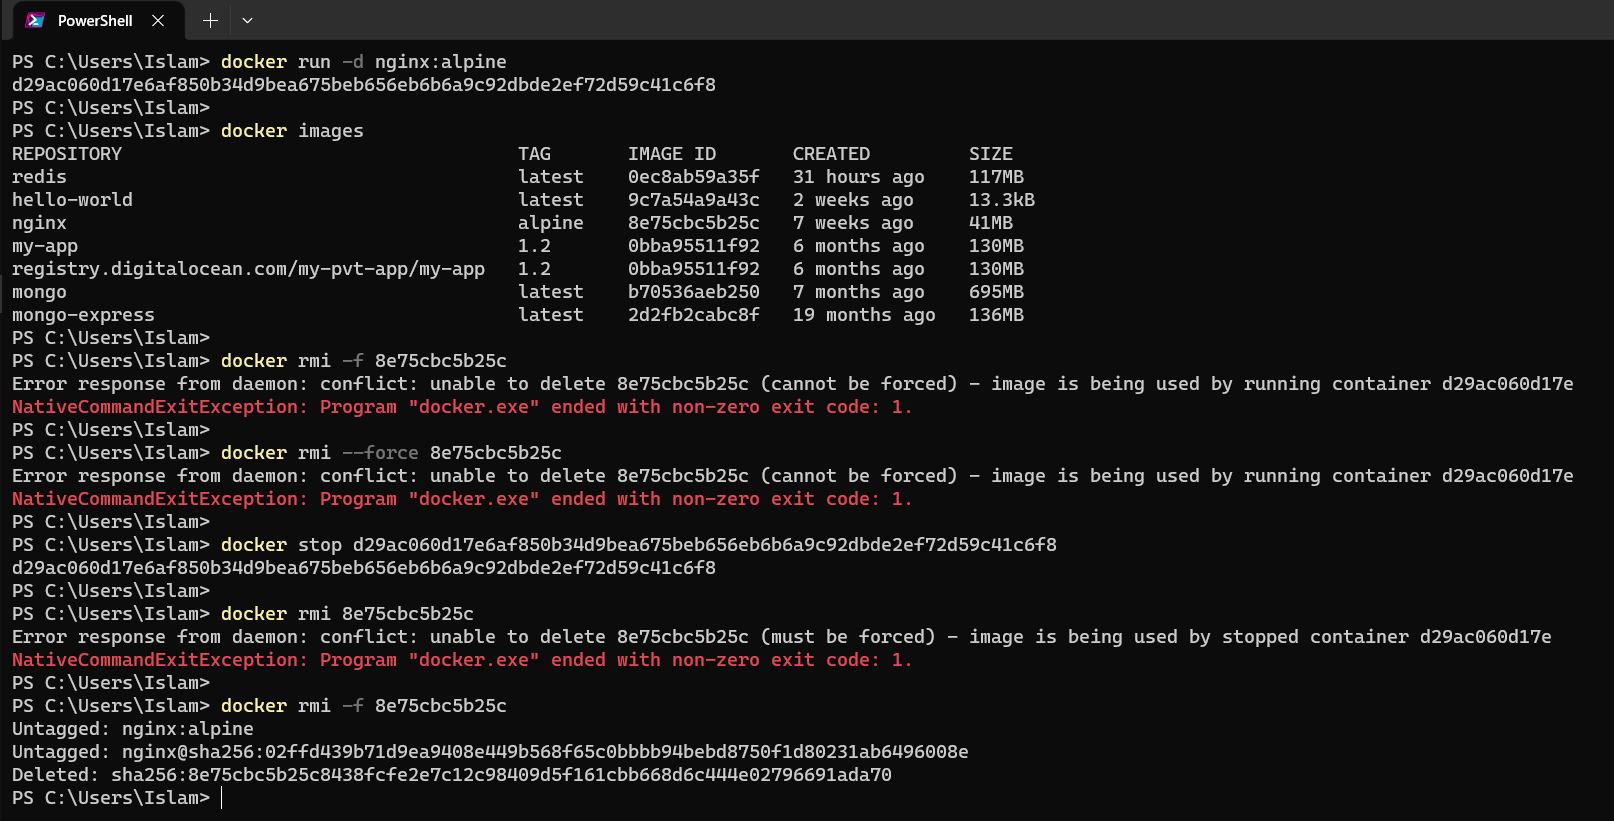 PowerShell
PS C:\Users\Islam> docker run -d nginx:alpine
d29ac060d17e6af850b34d9bea675beb656eb6b6a9c92dbde2ef72d59c41c6f8
PS C:\Users\Islam>
PS C:\Users\Islam> docker images
REPOSITORY TAG IMAGE ID CREATED SIZE
redis latest 0ec8ab59a35f 31 hours ago 117MB
hello-world latest 9c7a54a9a43c 2 weeks ago 13.3kB
nginx alpine 8e75cbc5b25c 7 weeks ago 41MB
my-app 1.2 0bba95511f92 6 months ago 130MB
registry.digitalocean.com/my-pvt-app/my-app 1.2 0bba95511f92 6 months ago 130MB
mongo latest b70536aeb250 7 months ago 695MB
mongo-express latest 2d2fb2cabc8f 19 months ago 136MB
PS C:\Users\Islam>
PS C:\Users\Islam> docker rmi -f 8e75cbc5b25c
Error response from daemon: conflict: unable to delete 8e75cbc5b25c (cannot be forced) - image is being used by running container d29ac060d17e
NativeCommandExitException: Program "docker.exe" ended with non-zero exit code: 1.
PS C:\Users\Islam>
PS C:\Users\Islam> docker rmi --force 8e75cbc5b25c
Error response from daemon: conflict: unable to delete 8e75cbc5b25c (cannot be forced) - image is being used by running container d29ac060d17e
NativeCommandExitException: Program "docker.exe" ended with non-zero exit code: 1.
PS C:\Users\Islam>
PS C:\Users\Islam> docker stop d29ac060d17e6af850b34d9bea675beb656eb6b6a9c92dbde2ef72d59c41c6f8
d29ac060d17e6af850b34d9bea675beb656eb6b6a9c92dbde2ef72d59c41c6f8
PS C:\Users\Islam>
PS C:\Users\Islam> docker rmi 8e75cbc5b25c
Error response from daemon: conflict: unable to delete 8e75cbc5b25c (must be forced) - image is being used by stopped container d29ac060d17e
NativeCommandExitException: Program "docker.exe" ended with non-zero exit code: 1.
PS C:\Users\Islam>
PS C:\Users\Islam> docker rmi -f 8e75cbc5b25c
Untagged: nginx:alpine
Untagged: nginx@sha256:02ffd439b71d9ea9408e449b568f65c0bbbb94bebd8750f1d80231ab6496008e
Deleted: sha256:8e75cbc5b25c8438fcfe2e7c12c98409d5f161cbb668d6c444e02796691ada70
PS C:\Users\Islam>